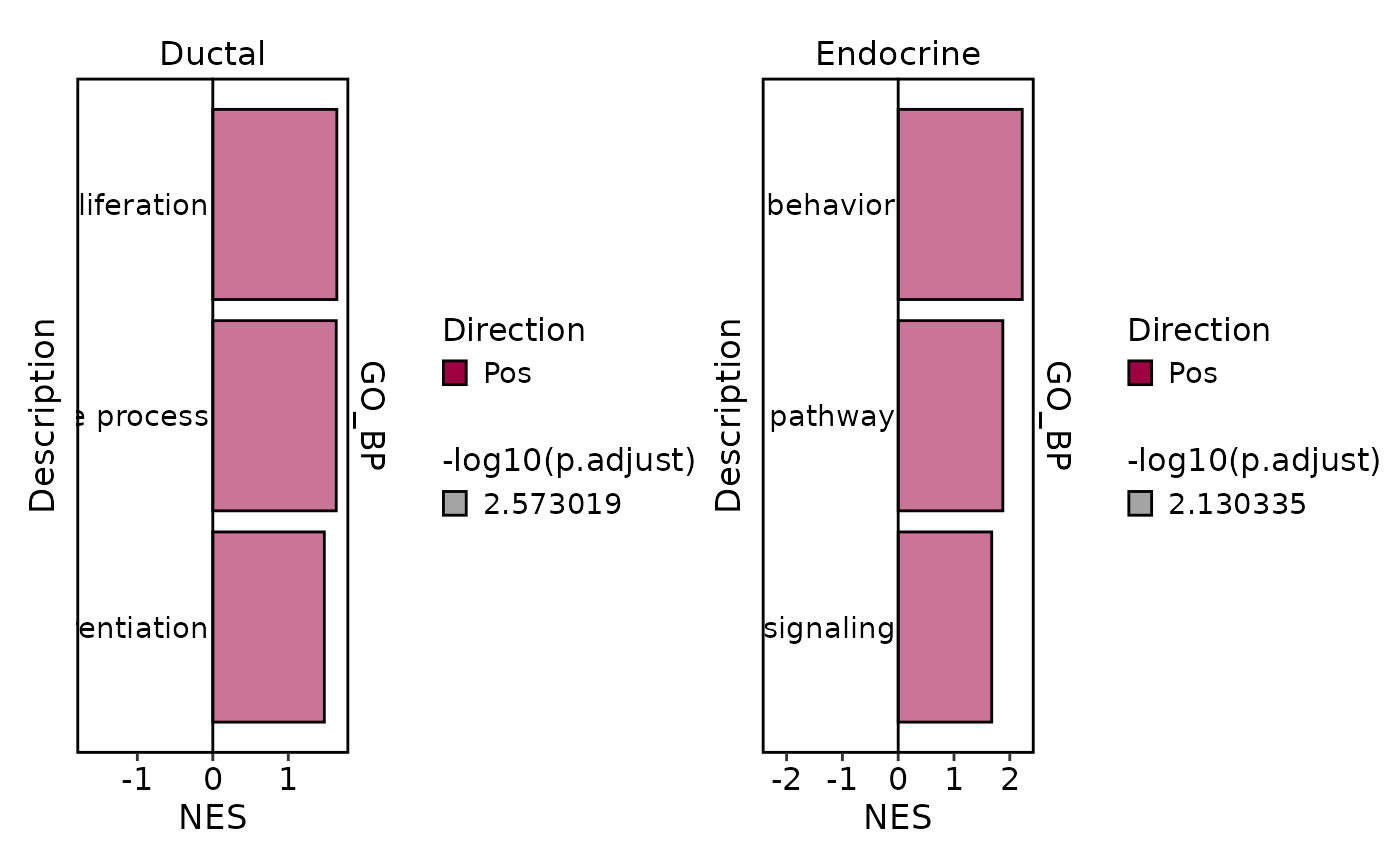 Ductal
liferation
e process
entiation
Description
GO_BP
-1 0 1
NES
Direction
Pos
-log10(p.adjust)
2.573019
Endocrine
behavior
pathway
signaling
Description
GO_BP
-2 -1 0 1 2
NES
Direction
Pos
-log10(p.adjust)
2.130335